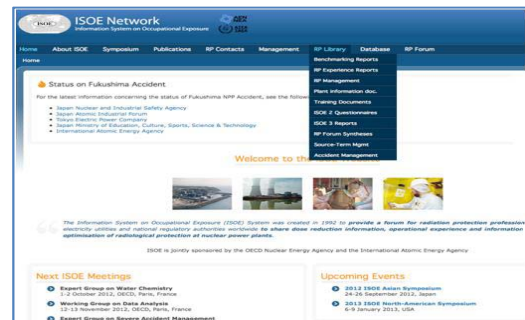 ISOE
ISOE Network
Information System on Occupational Exposure
Home About ISOE Symposium Publications RP Contacts Management RP Library Database RP Forum
Home
Benchmarking Reports
RP Experience Reports
RP Management
Plant information doc.
Training Documents
ISOE 2 Questionnaires
ISOE 3 Reports
RP Forum Syntheses
Source-Term Mgmt
Accident Management
Status on Fukushima Accident
For the latest information concerning the status of Fukushima NPP Accident, see the follow
Japan Nuclear and Industrial Safety Agency
Japan Atomic Industrial Forum
Tokyo Electric Power Company
Japan Ministry of Education, Culture, Sports, Science & Technology
International Atomic Energy Agency
Welcome to the
The Information System on Occupational Exposure (ISOE) System was created in 1992 to provide a forum for radiation protection profession
electricity utilities and national regulatory authorities worldwide to share dose reduction information, operational experience and information
optimisation of radiological protection at nuclear power plants.
ISOE is jointly sponsored by the OECD Nuclear Energy Agency and the International Atomic Energy Agency
Next ISOE Meetings
Expert Group on Water Chemistry
1-2 October 2012, OECD, Paris, France
Working Group on Data Analysis
12-13 November 2012, OECD, Paris, France
Expert Group on Severe Accident Management
Upcoming Events
2012 ISOE Asian Symposium
24-26 September 2012, Japan
2013 ISOE North-American Symposium
6-9 January 2013, USA